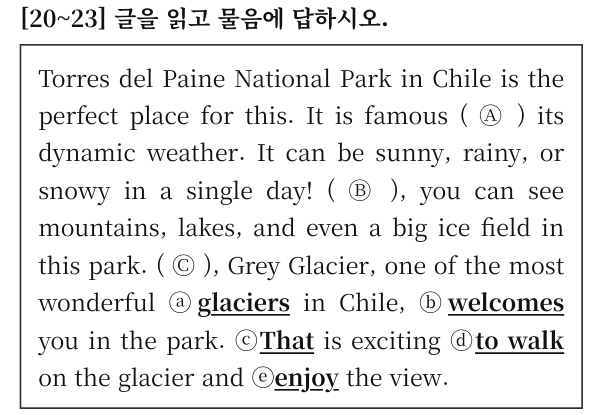 [20~23] 글을 읽고 물음에 답하시오.
Torres del Paine National Park in Chile is the
perfect place for this. It is famous ( Ⓐ ) its
dynamic weather. It can be sunny, rainy, or
snowy in a single day! ( Ⓑ ), you can see
mountains, lakes, and even a big ice field in
this park. ( Ⓒ ), Grey Glacier, one of the most
wonderful ⓐ glaciers in Chile, ⓑ welcomes
you in the park. ⓒThat is exciting ⓓto walk
on the glacier and ⓔenjoy the view.